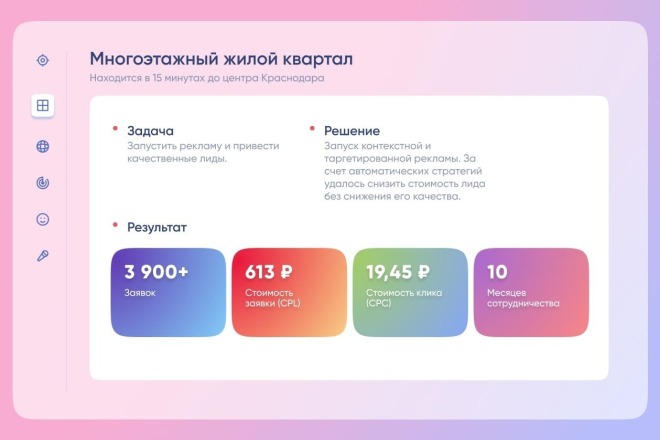 Многоэтажный жилой квартал
Находится в 15 минутах до центра Краснодара
Задача
Запустить рекламу и привести
качественные лиды.
Решение
Запуск контекстной и
таргетированной рекламы. За
счет автоматических стратегий
удалось снизить стоимость лида
без снижения его качества.
Результат
3 900+
Заявок
613 ₽
Стоимость
заявки (CPL)
19,45 ₽
Стоимость клика
(CPC)
10
Месяцев
сотрудничества